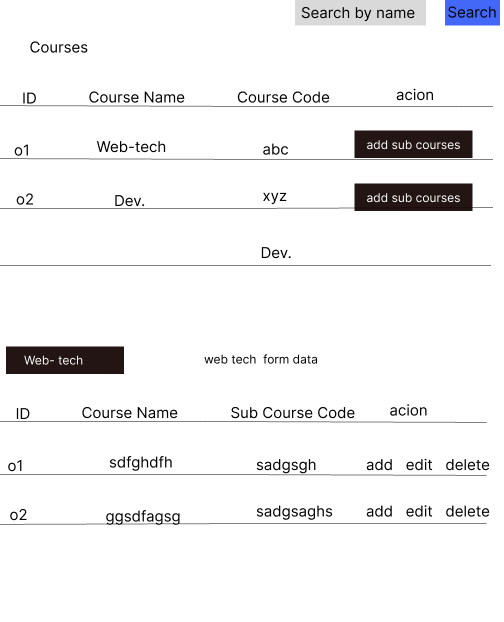 Search by name Search
Courses
ID Course Name Course Code acion
o1 Web-tech abc add sub courses
o2 Dev. xyz add sub courses
Dev.
Web- tech web tech form data
ID Course Name Sub Course Code acion
o1 sdfghdfh sadgsgh add edit delete
o2 ggsdfagsg sadgsaghs add edit delete